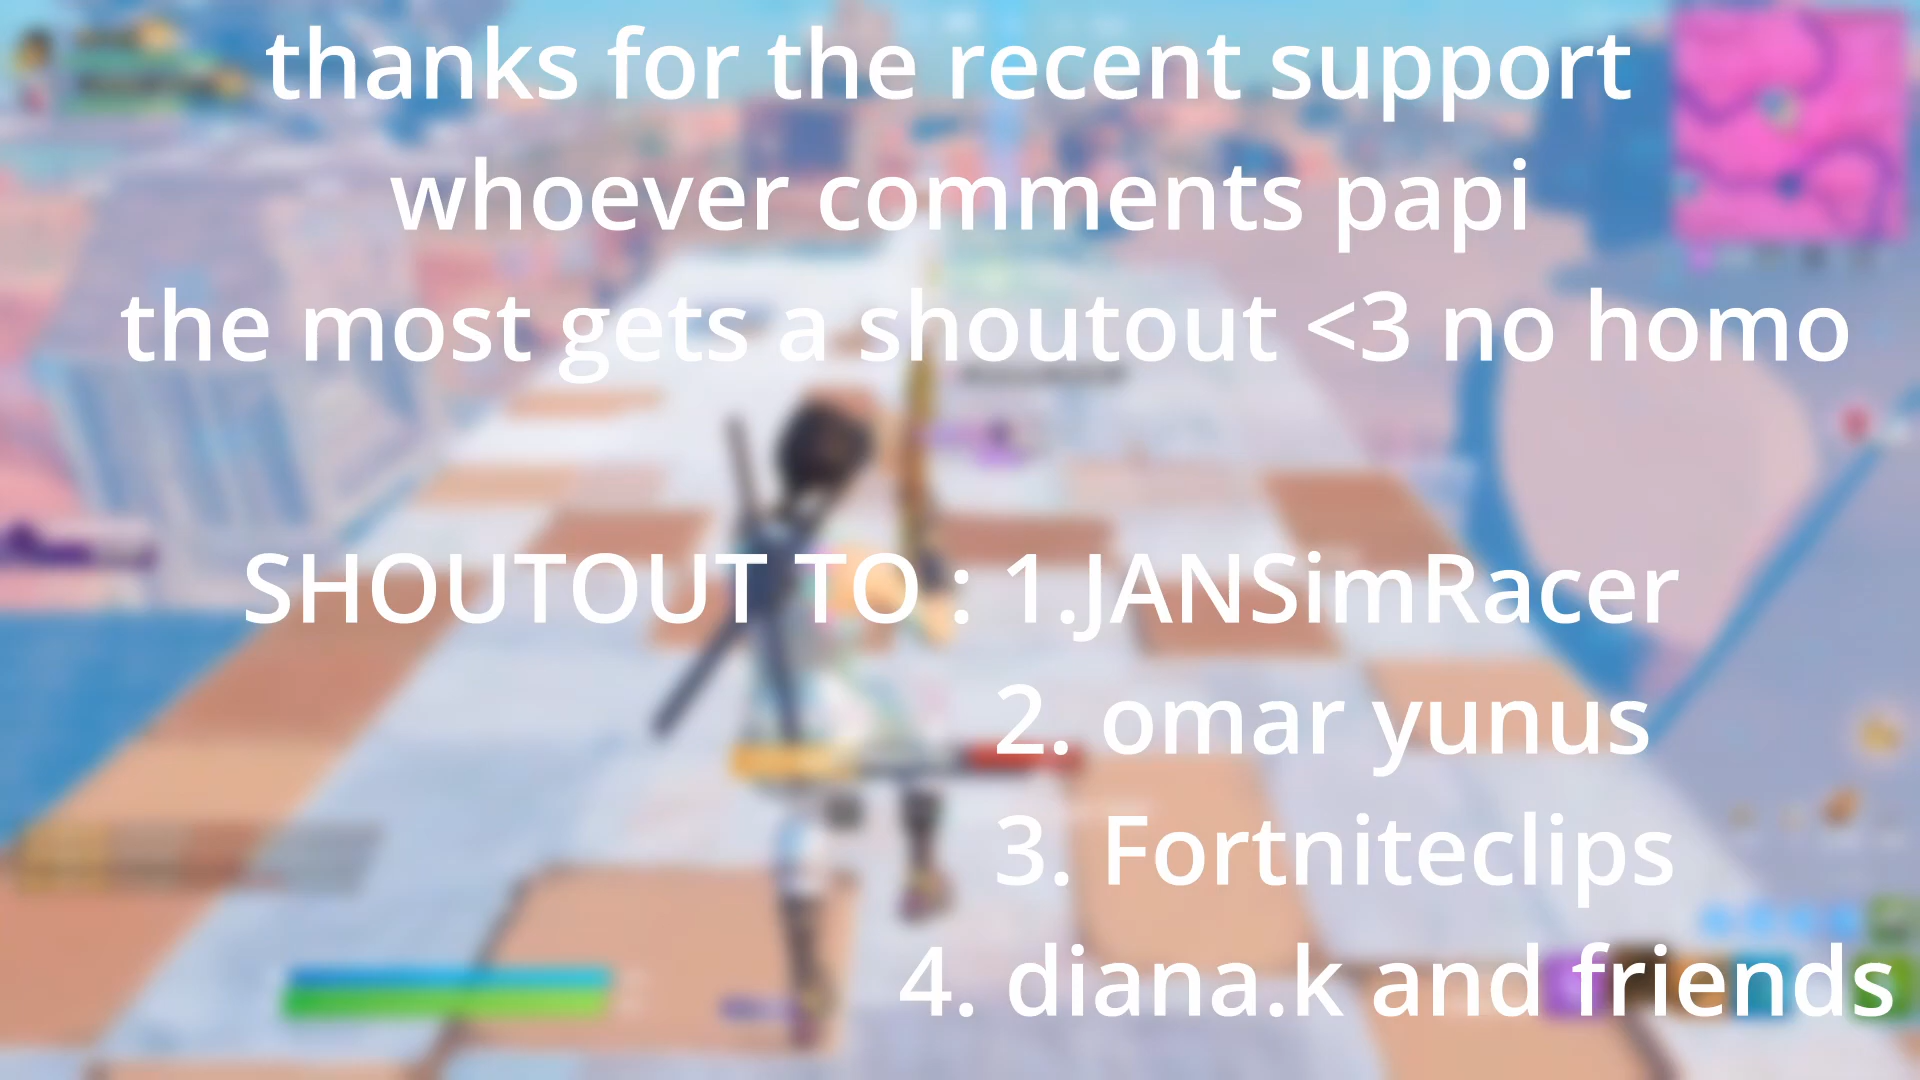 thanks for the recent support
whoever comments papi
the most gets a shoutout <3 no homo
SHOUTOUT TO : 1.JANSimRacer
2. omar yunus
3. Fortniteclips
4. diana.k and friends